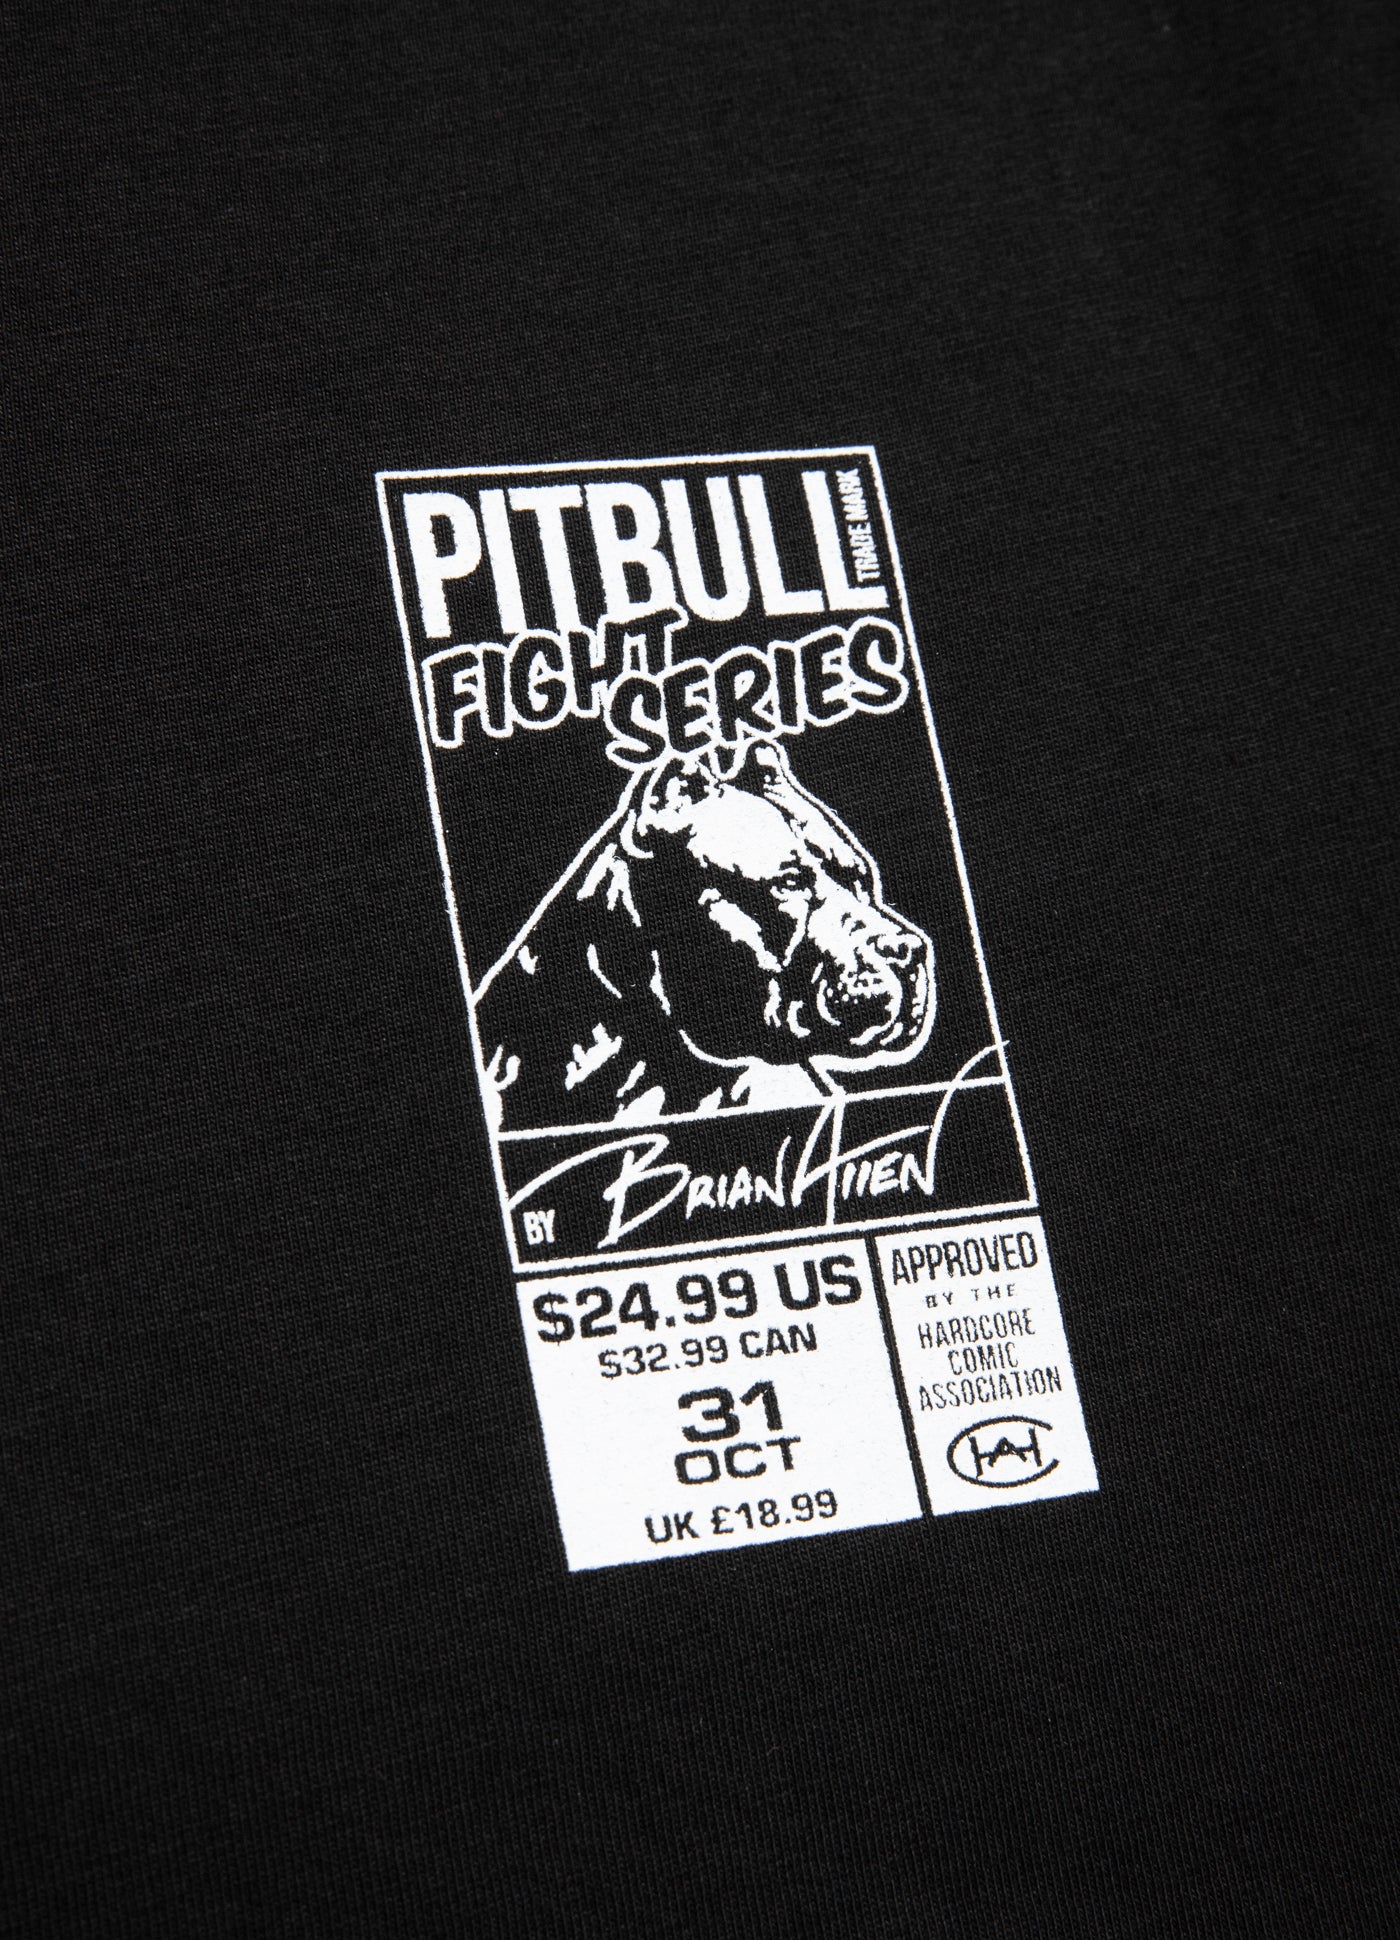 PITBULL
TRADE MARK
FIGHT
SERIES
BY BRIAN AllEN
$24.99 US
$32.99 CAN
31
OCT
UK £18.99
APPROVED
BY THE
HARDCORE
COMIC
ASSOCIATION
CHA